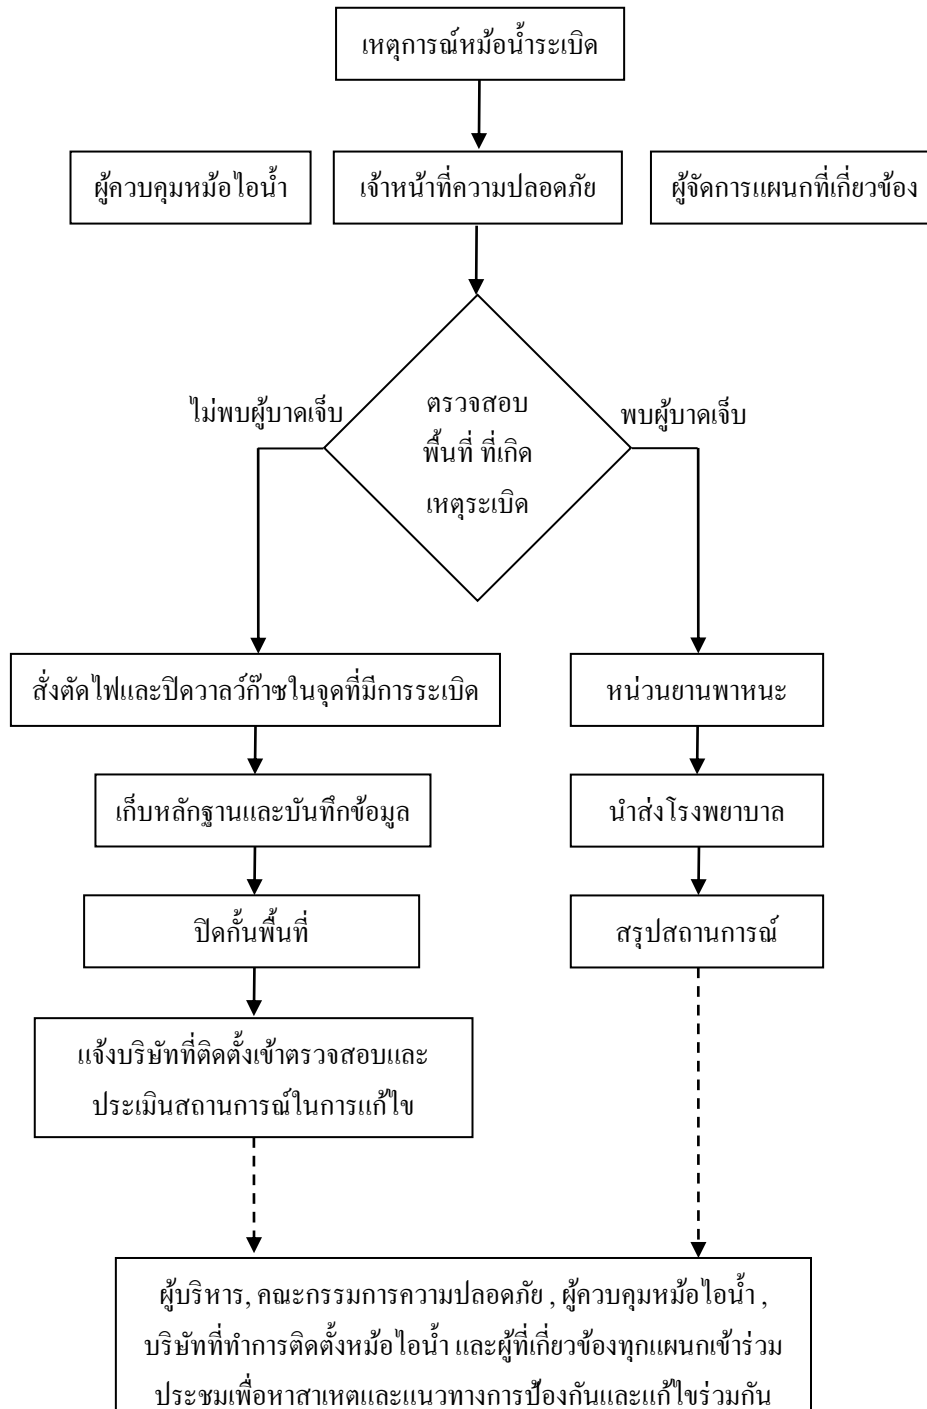 เหตุการณ์หม้อน้ำระเบิด
ผู้ควบคุมหม้อไอน้ำ
เจ้าหน้าที่ความปลอดภัย
ผู้จัดการแผนกที่เกี่ยวข้อง
ไม่พบผู้บาดเจ็บ
ตรวจสอบ
พื้นที่ ที่เกิด
เหตุระเบิด
พบผู้บาดเจ็บ
สั่งตัดไฟและปิดวาลว์ก๊าซในจุดที่มีการระเบิด
หน่วนยานพาหนะ
เก็บหลักฐานและบันทึกข้อมูล
นำส่งโรงพยาบาล
ปิดกั้นพื้นที่
สรุปสถานการณ์
แจ้งบริษัทที่ติดตั้งเข้าตรวจสอบและ
ประเมินสถานการณ์ในการแก้ไข
ผู้บริหาร, คณะกรรมการความปลอดภัย , ผู้ควบคุมหม้อไอน้ำ ,
บริษัทที่ทำการติดตั้งหม้อไอน้ำ และผู้ที่เกี่ยวข้องทุกแผนกเข้าร่วม
ประชุมเพื่อหาสาเหตุและแนวทางการป้องกันและแก้ไขร่วมกัน